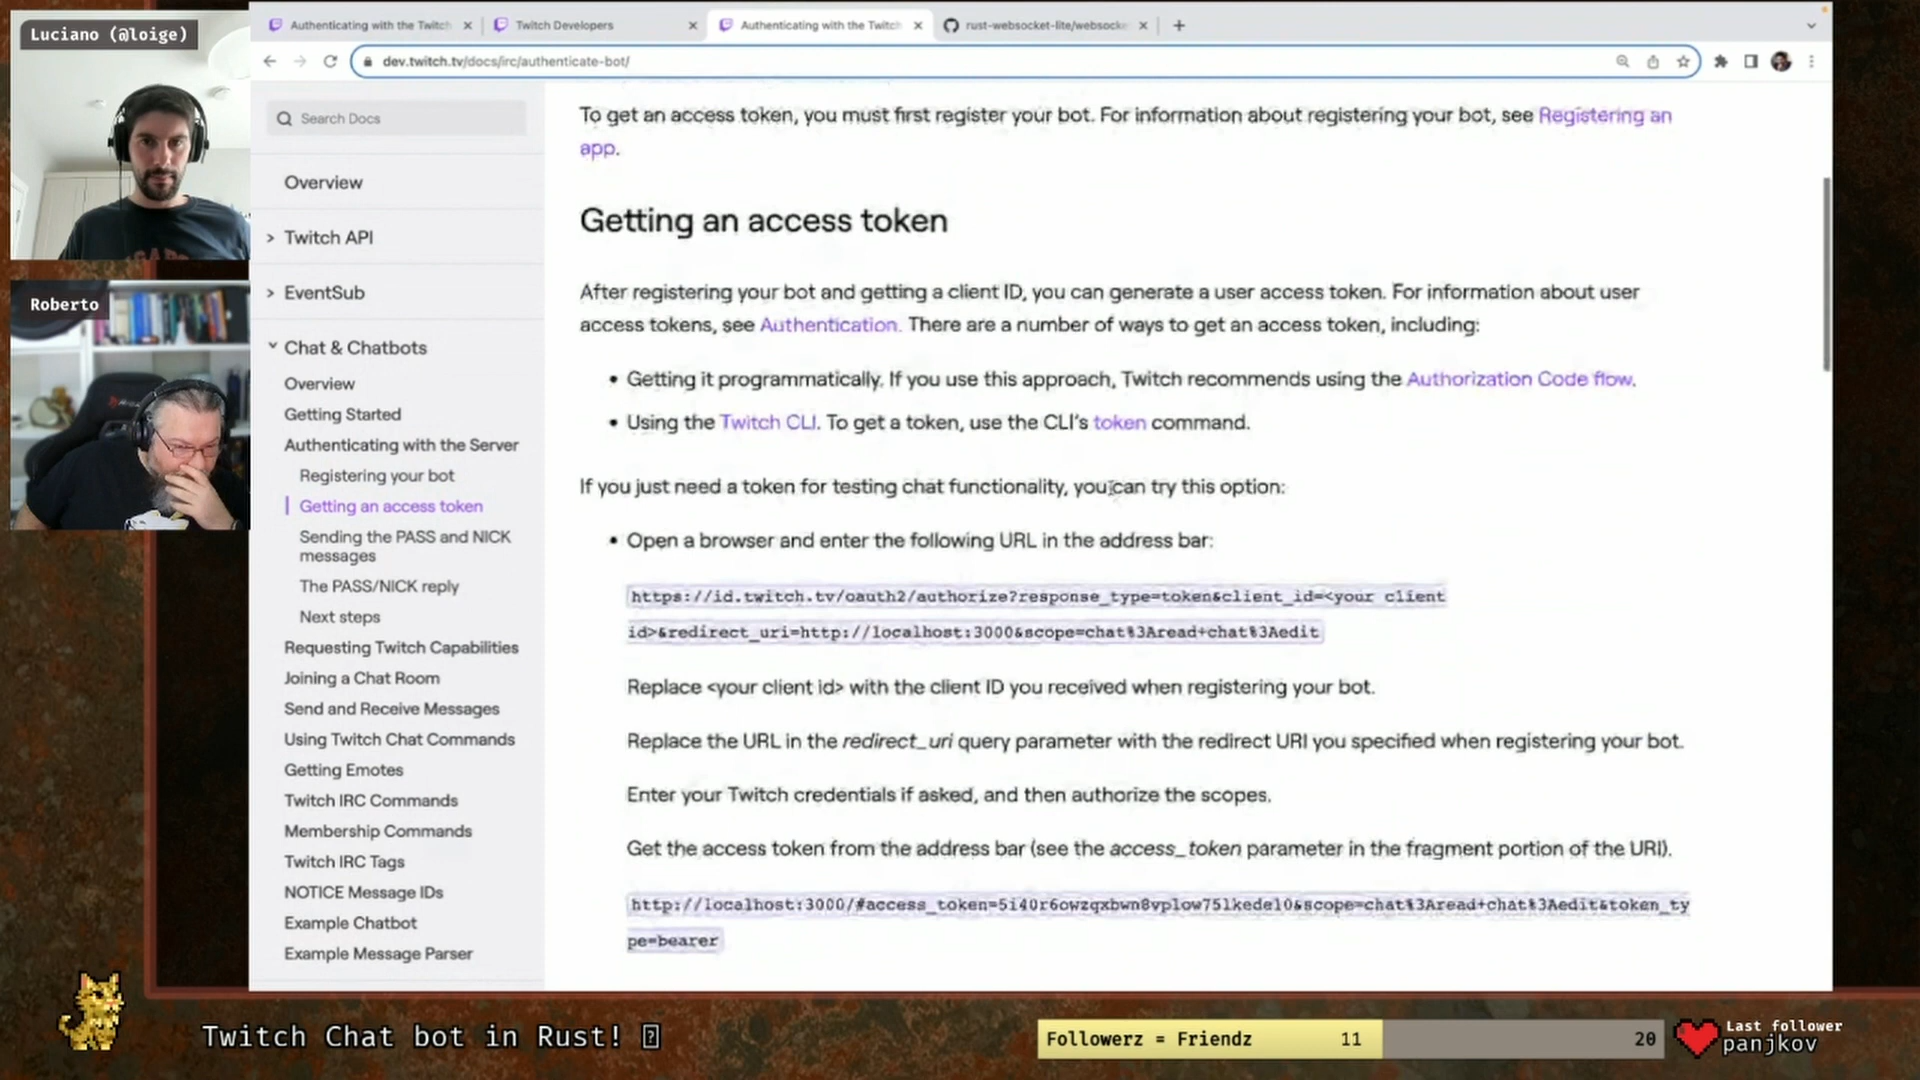 Luciano (@loige)
Roberto
Authenticating with the Twitch
Twitch Developers
Authenticating with the Twitch
rust-websocket-lite/websocke
dev.twitch.tv/docs/irc/authenticate-bot/
Search Docs
Overview
Twitch API
EventSub
Chat & Chatbots
Overview
Getting Started
Authenticating with the Server
Registering your bot
Getting an access token
Sending the PASS and NICK
messages
The PASS/NICK reply
Next steps
Requesting Twitch Capabilities
Joining a Chat Room
Send and Receive Messages
Using Twitch Chat Commands
Getting Emotes
Twitch IRC Commands
Membership Commands
Twitch IRC Tags
NOTICE Message IDs
Example Chatbot
Example Message Parser
To get an access token, you must first register your bot. For information about registering your bot, see Registering an
app.
Getting an access token
After registering your bot and getting a client ID, you can generate a user access token. For information about user
access tokens, see Authentication. There are a number of ways to get an access token, including:
• Getting it programmatically. If you use this approach, Twitch recommends using the Authorization Code flow.
• Using the Twitch CLI. To get a token, use the CLI's token command.
If you just need a token for testing chat functionality, you can try this option:
• Open a browser and enter the following URL in the address bar:
https://id.twitch.tv/oauth2/authorize?response_type=token&client_id=<your client
id>&redirect_uri=http://localhost:3000&scope=chat%3Aread+chat%3Aedit
Replace <your client id> with the client ID you received when registering your bot.
Replace the URL in the redirect_uri query parameter with the redirect URI you specified when registering your bot.
Enter your Twitch credentials if asked, and then authorize the scopes.
Get the access token from the address bar (see the access_token parameter in the fragment portion of the URI).
http://localhost:3000/#access_token=5i40r6owzqxbwn8vplow75lkedel0&scope=chat%3Aread+chat%3Aedit&token_ty
pe=bearer
Twitch Chat bot in Rust!
Followerz = Friendz 11 20
Last follower
panjkov